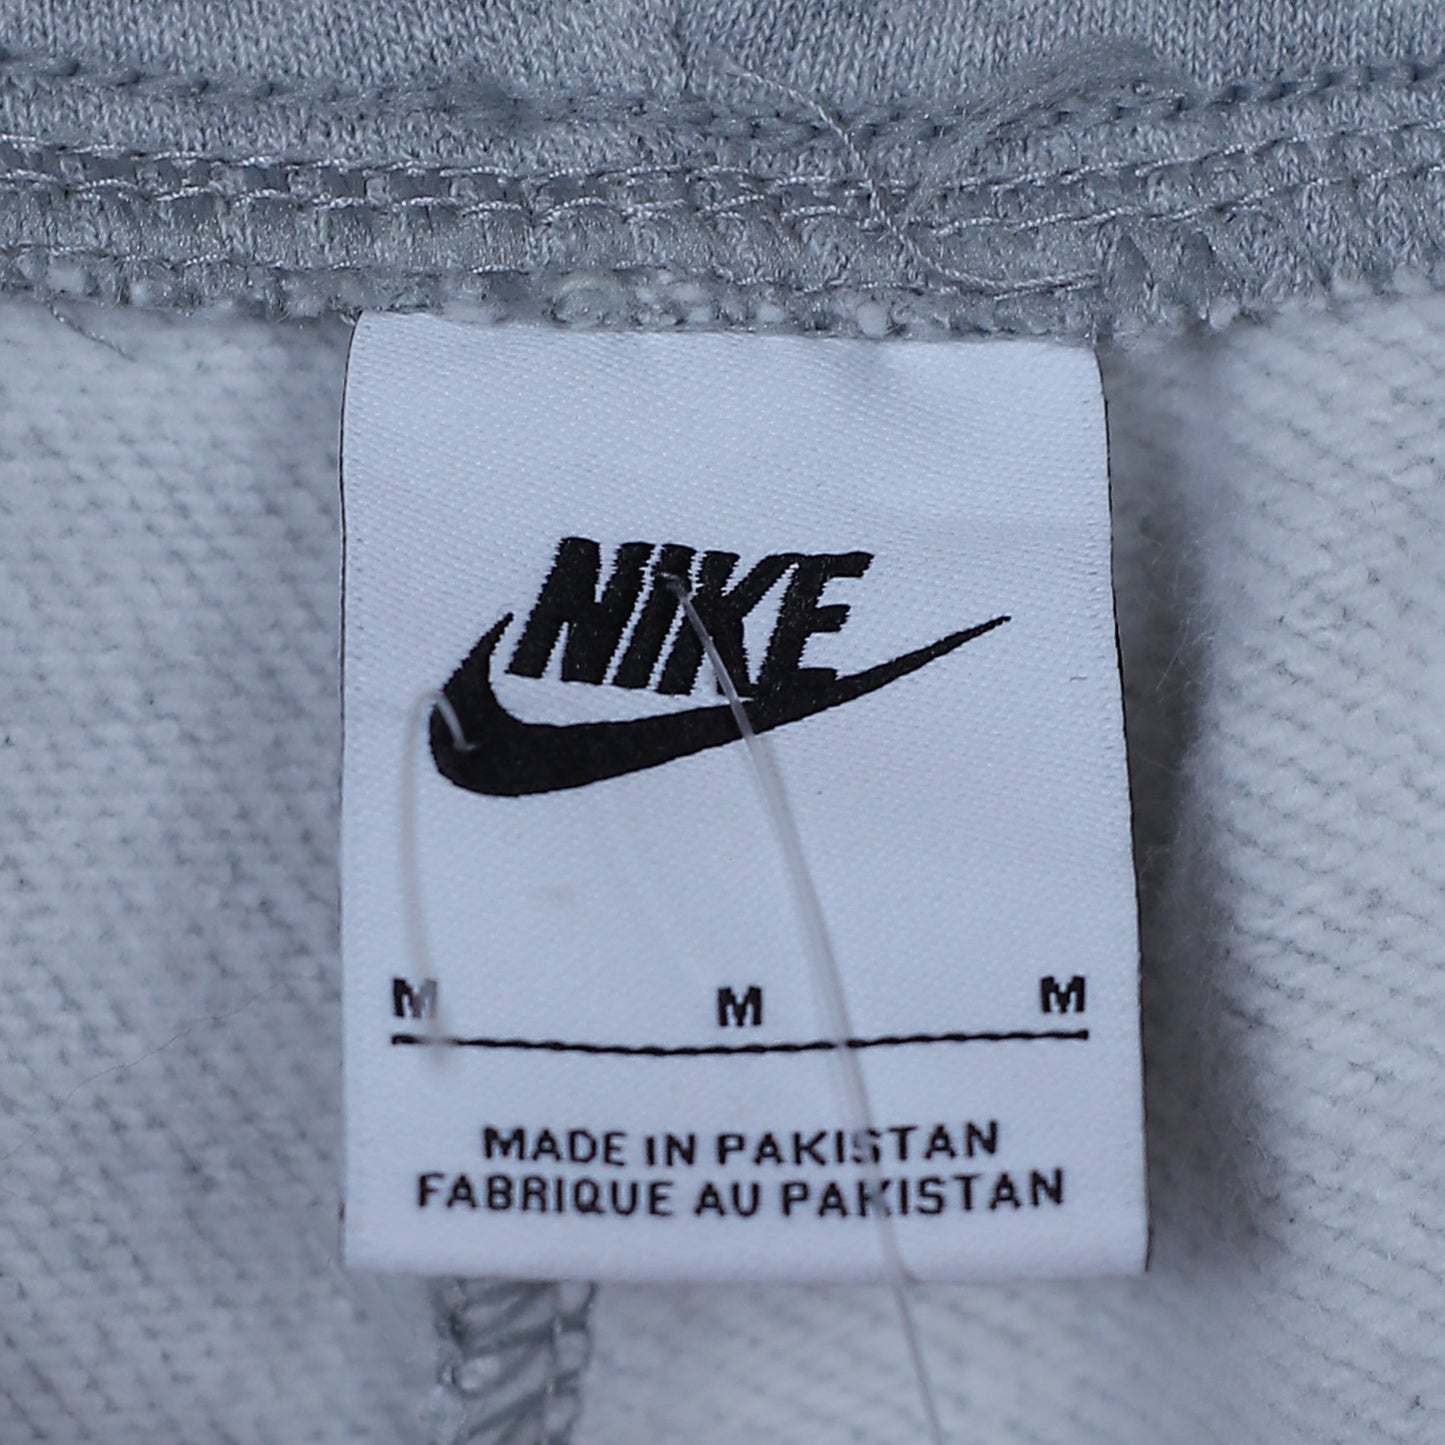 NIKE
M M M
MADE IN PAKISTAN
FABRIQUE AU PAKISTAN